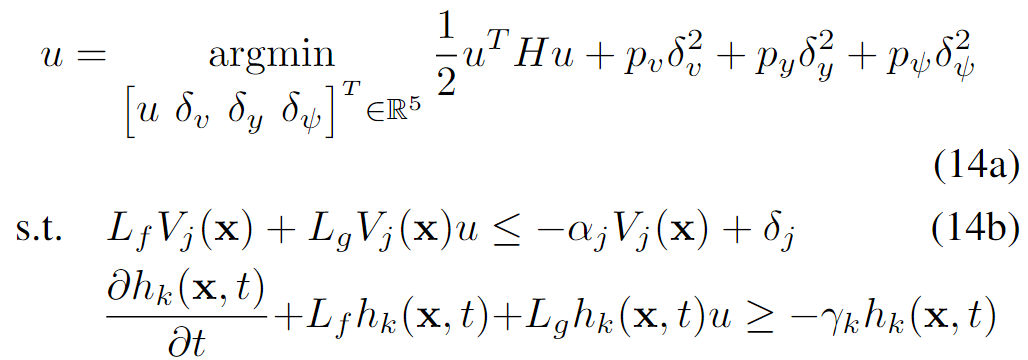 u = argmin 1/2 u^T H u + p_v δ_v^2 + p_y δ_y^2 + p_ψ δ_ψ^2
[u δ_v δ_y δ_ψ]^T ∈ ℝ^5
(14a)
s.t. L_f V_j(𝐱) + L_g V_j(𝐱)u ≤ −α_j V_j(𝐱) + δ_j (14b)
∂h_k(𝐱, t)/∂t + L_f h_k(𝐱, t) + L_g h_k(𝐱, t)u ≥ −γ_k h_k(𝐱, t)